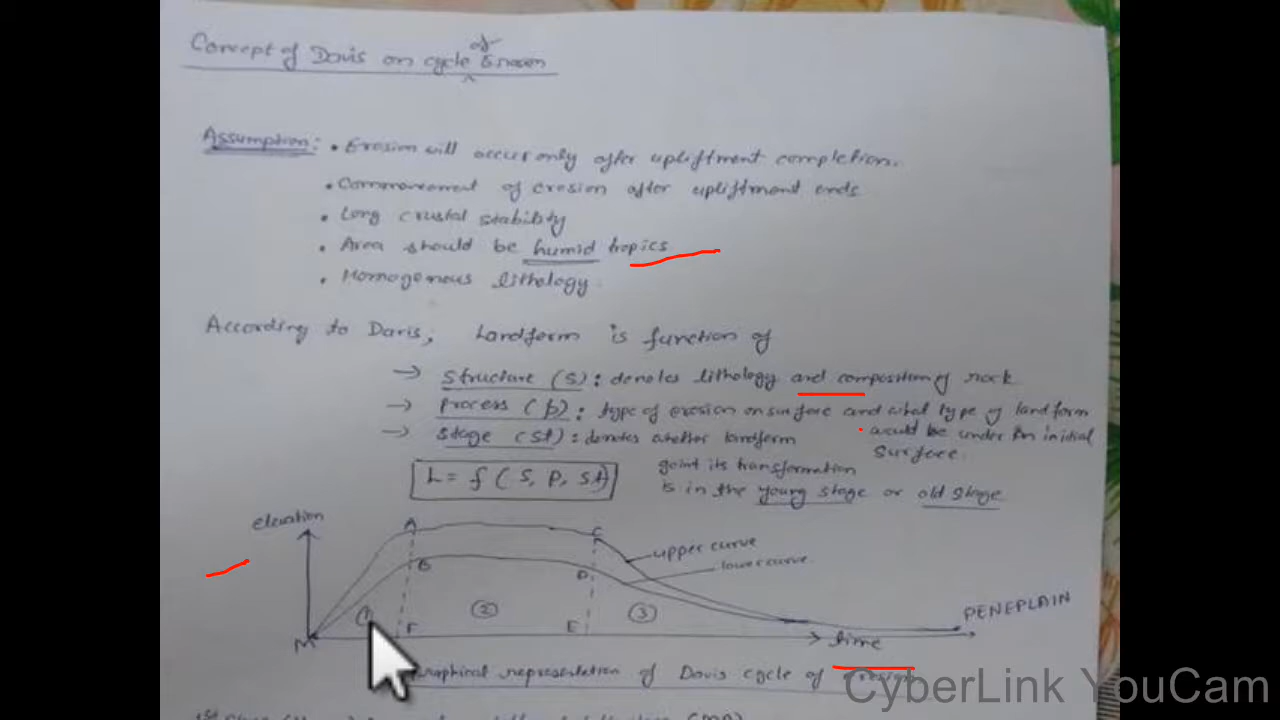 Concept of Davis on cycle of Erosion
Assumption: • Erosion will occur only after upliftment completion.
• Commencement of erosion after upliftment ends
• Long crustal stability
• Area should be humid tropics
• Homogenous lithology
According to Davis, Landform is function of
→ Structure (S): denotes lithology and composition of rock
→ Process (p): type of erosion on surface and what type of landform
would be under an initial
surface.
→ Stage (St): denotes whether landform
its transformation
is in the young stage or old stage
L = f ( S, P, St)
elevation
A
C
upper curve
B
D
lower curve
①
②
③
M
F
E
time
PENEPLAIN
Graphical representation of Davis cycle of erosion
CyberLink YouCam